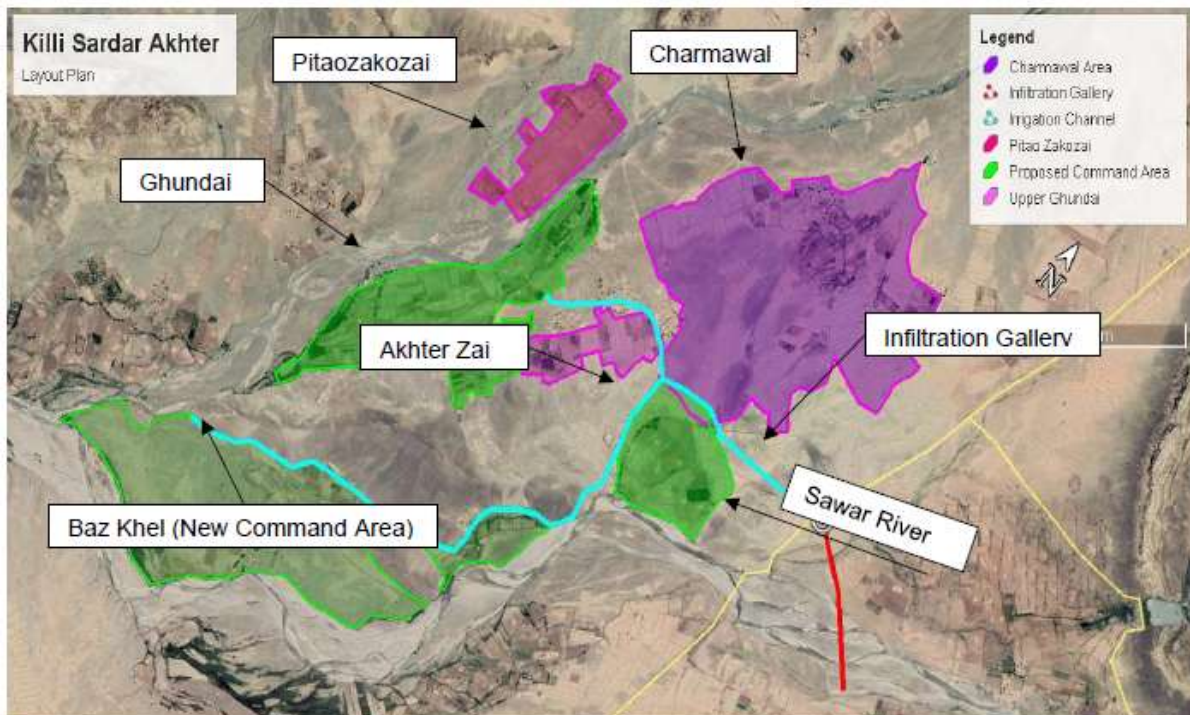 Killi Sardar Akhter
Layout Plan
Pitaozakozai
Charmawal
Ghundai
Akhter Zai
Infiltration Gallerv
Baz Khel (New Command Area)
Sawar River
Legend
Charmawal Area
Infiltration Gallery
Irrigation Channel
Pitao Zakozai
Proposed Command Area
Upper Ghundai
N